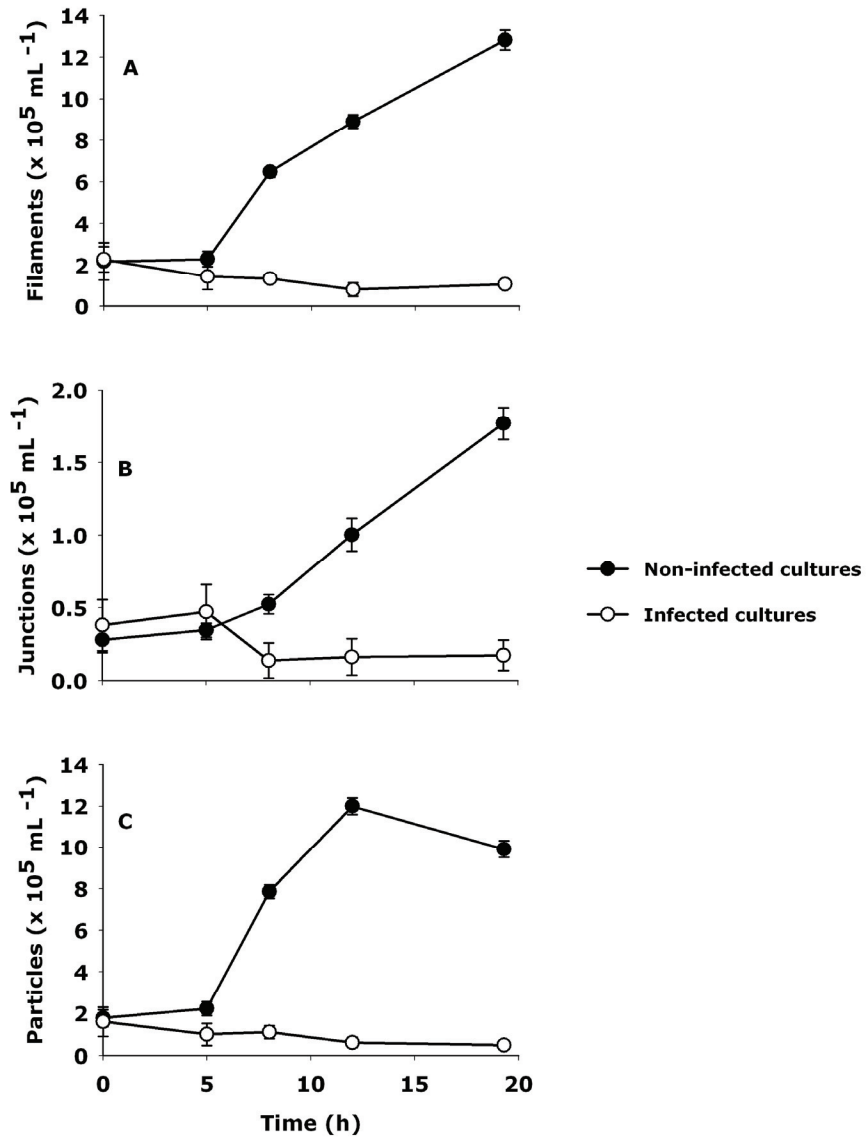 14
12
10
8
6
4
2
0
A
Filaments (x 10⁵ mL ⁻¹)
2.0
1.5
1.0
0.5
0.0
B
Junctions (x 10⁵ mL ⁻¹)
Non-infected cultures
Infected cultures
14
12
10
8
6
4
2
0
C
Particles (x 10⁵ mL ⁻¹)
0 5 10 15 20
Time (h)